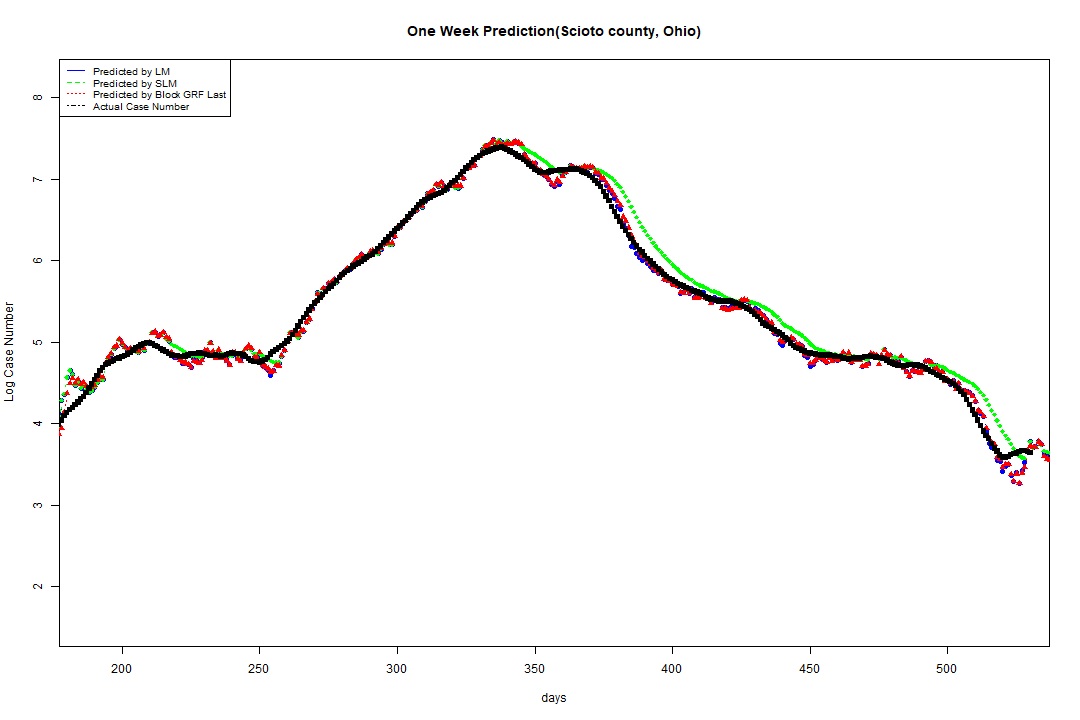 One Week Prediction(Scioto county, Ohio)
Predicted by LM
Predicted by SLM
Predicted by Block GRF Last
Actual Case Number
Log Case Number
8
7
6
5
4
3
2
200 250 300 350 400 450 500
days